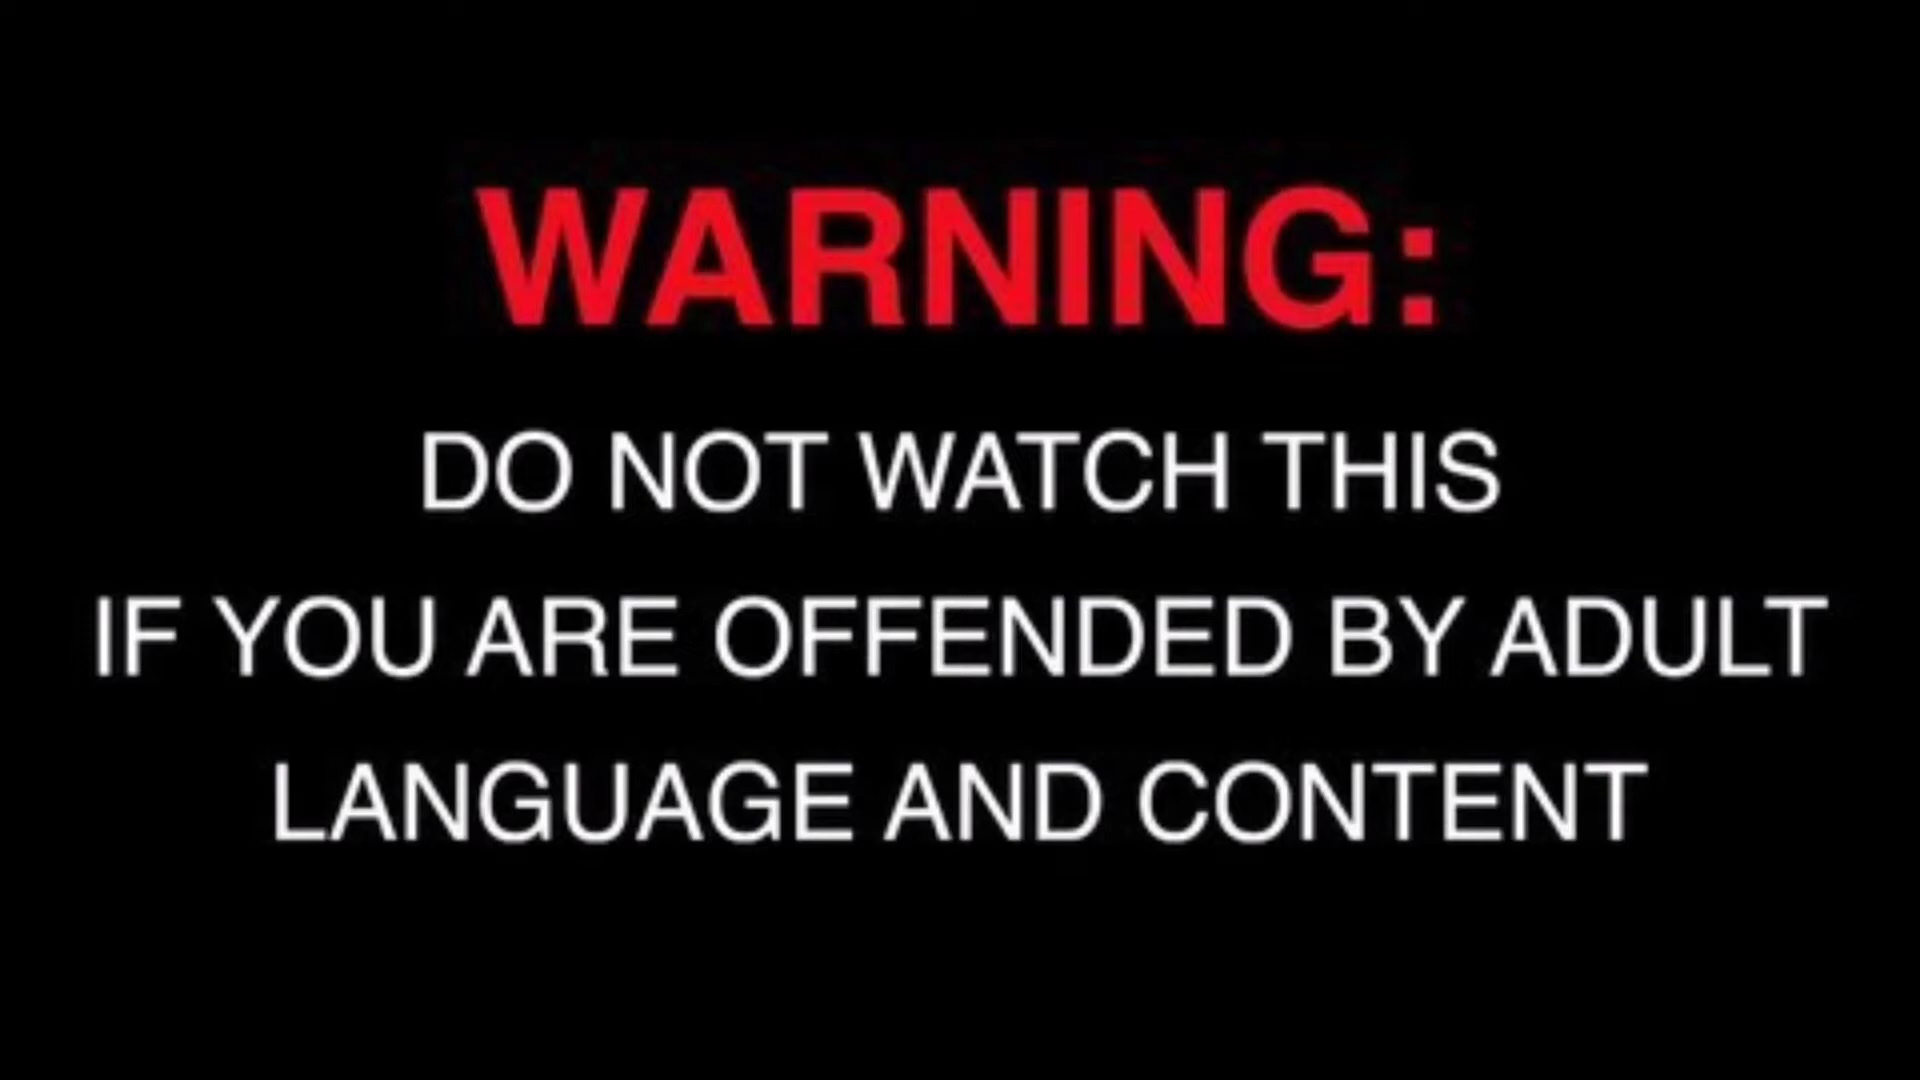 WARNING:
DO NOT WATCH THIS
IF YOU ARE OFFENDED BY ADULT
LANGUAGE AND CONTENT